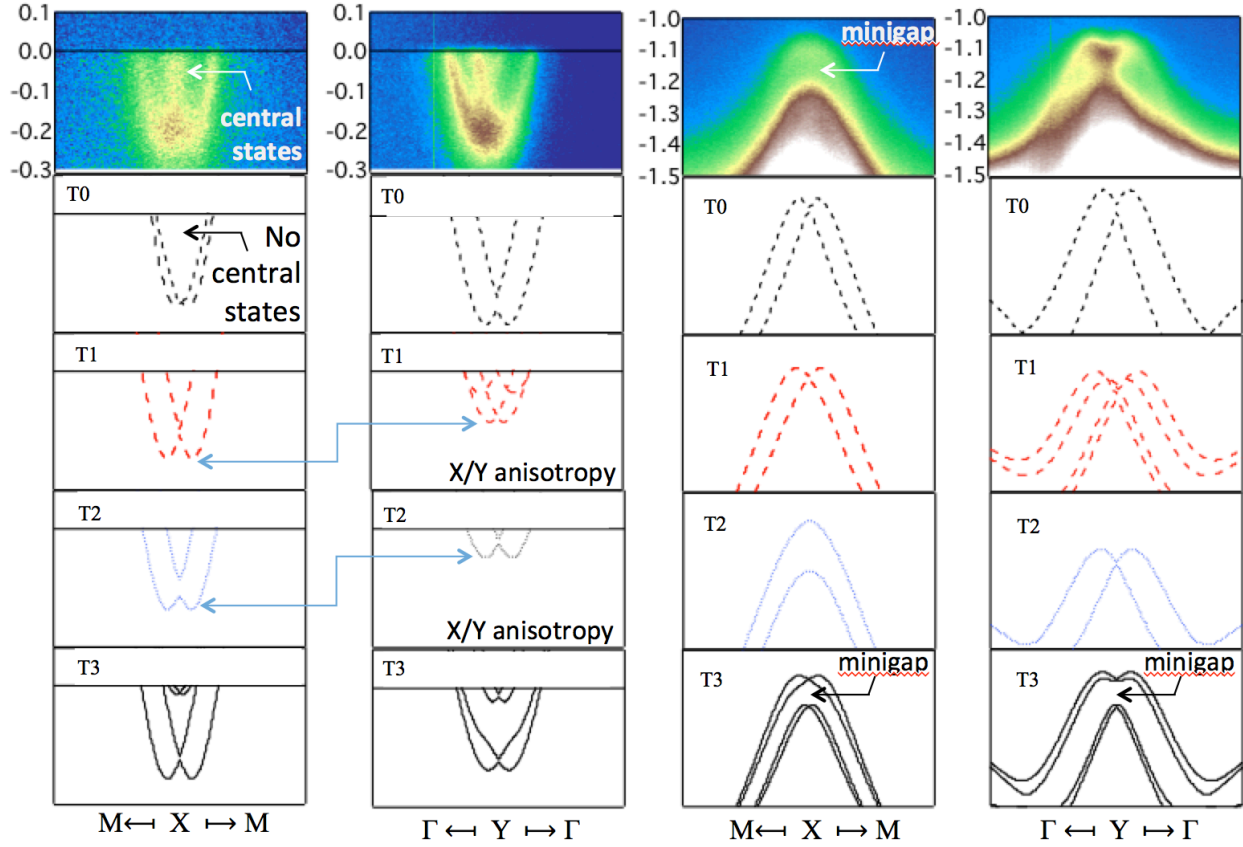 0.1
0.0
-0.1
-0.2
-0.3
central
states
0.1
0.0
-0.1
-0.2
-0.3
-1.0
-1.1
-1.2
-1.3
-1.4
-1.5
minigap
-1.0
-1.1
-1.2
-1.3
-1.4
-1.5
T0
No
central
states
T0
T0
T0
T1
T1
X/Y anisotropy
T1
T1
T2
T2
X/Y anisotropy
T2
T2
T3
T3
T3
minigap
T3
minigap
M ↤ X ↦ M
Γ ↤ Y ↦ Γ
M ↤ X ↦ M
Γ ↤ Y ↦ Γ